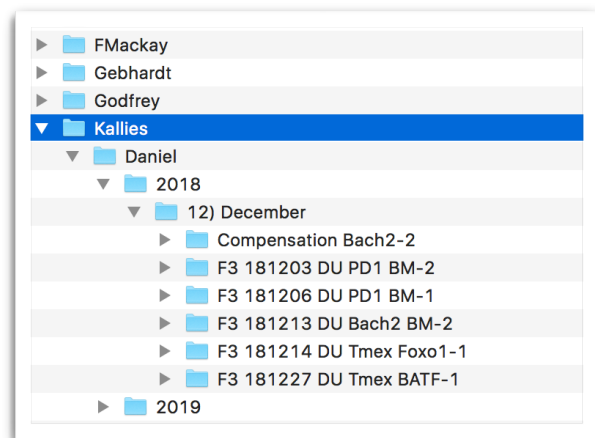 FMackay
Gebhardt
Godfrey
Kallies
Daniel
2018
12) December
Compensation Bach2-2
F3 181203 DU PD1 BM-2
F3 181206 DU PD1 BM-1
F3 181213 DU Bach2 BM-2
F3 181214 DU Tmex Foxo1-1
F3 181227 DU Tmex BATF-1
2019